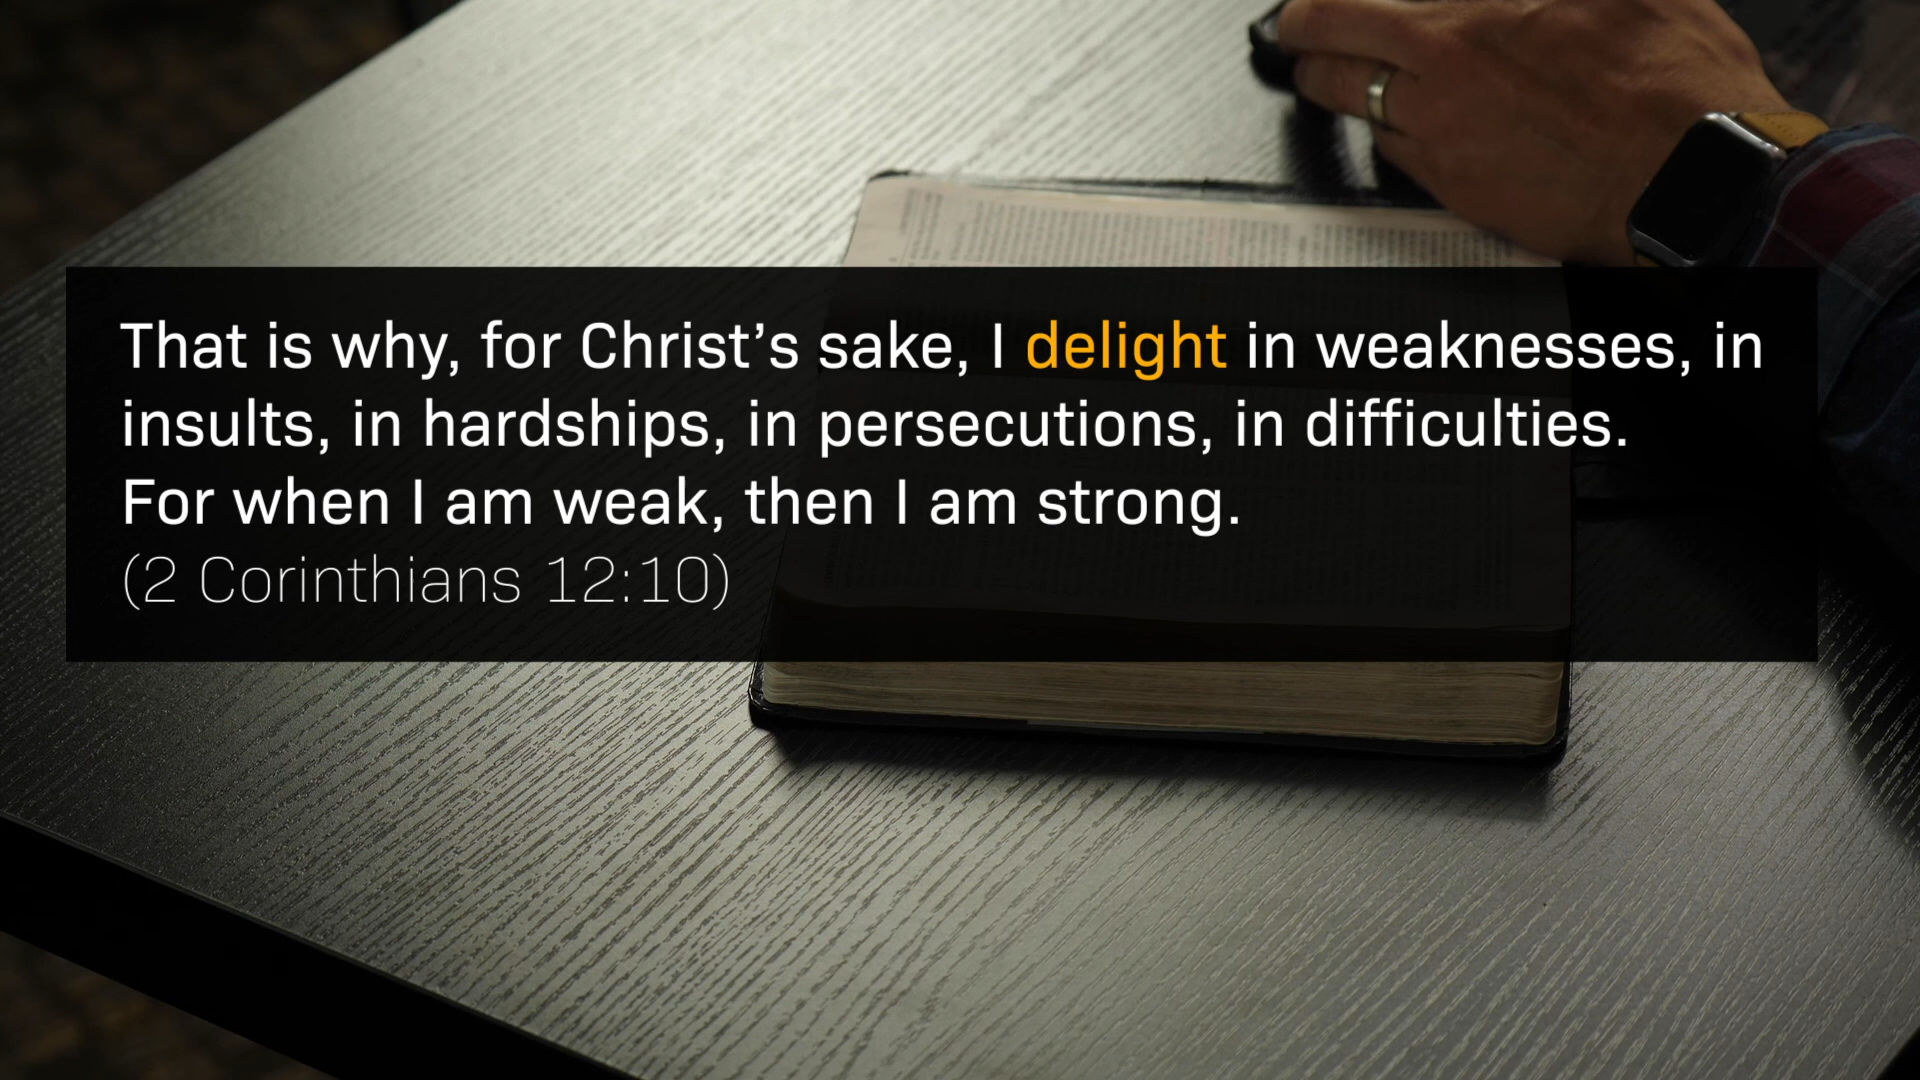 That is why, for Christ’s sake, I delight in weaknesses, in
insults, in hardships, in persecutions, in difficulties.
For when I am weak, then I am strong.
(2 Corinthians 12:10)